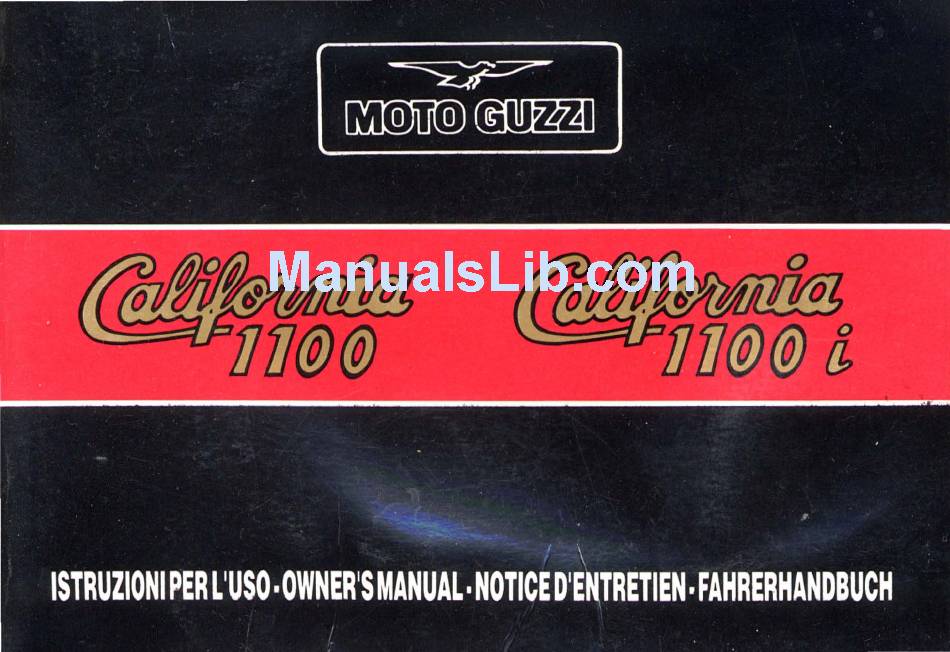 MOTO GUZZI
California
1100
ManualsLib.com
California
1100 i
ISTRUZIONI PER L'USO - OWNER'S MANUAL - NOTICE D'ENTRETIEN - FAHRERHANDBUCH